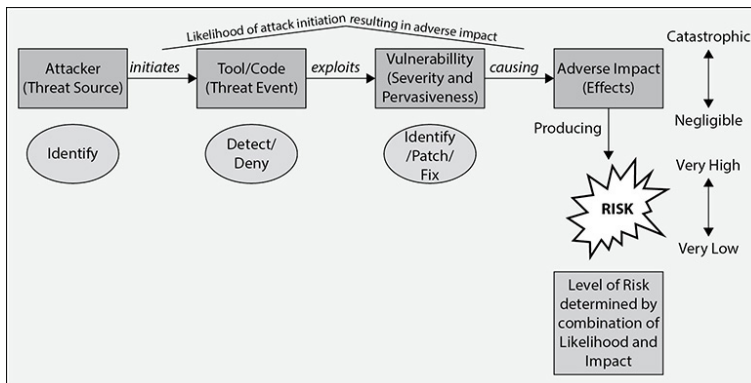 Likelihood of attack initiation resulting in adverse impact
Catastrophic
Attacker
(Threat Source)
initiates
Tool/Code
(Threat Event)
exploits
Vulnerabillity
(Severity and
Pervasiveness)
causing
Adverse Impact
(Effects)
Negligible
Identify
Detect/
Deny
Identify
/Patch/
Fix
Producing
Very High
RISK
Very Low
Level of Risk
determined by
combination of
Likelihood and
Impact